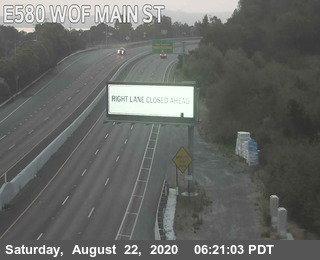 E580 WOF MAIN ST
RIGHT LANE CLOSED AHEAD
Saturday, August 22, 2020 06:21:03 PDT